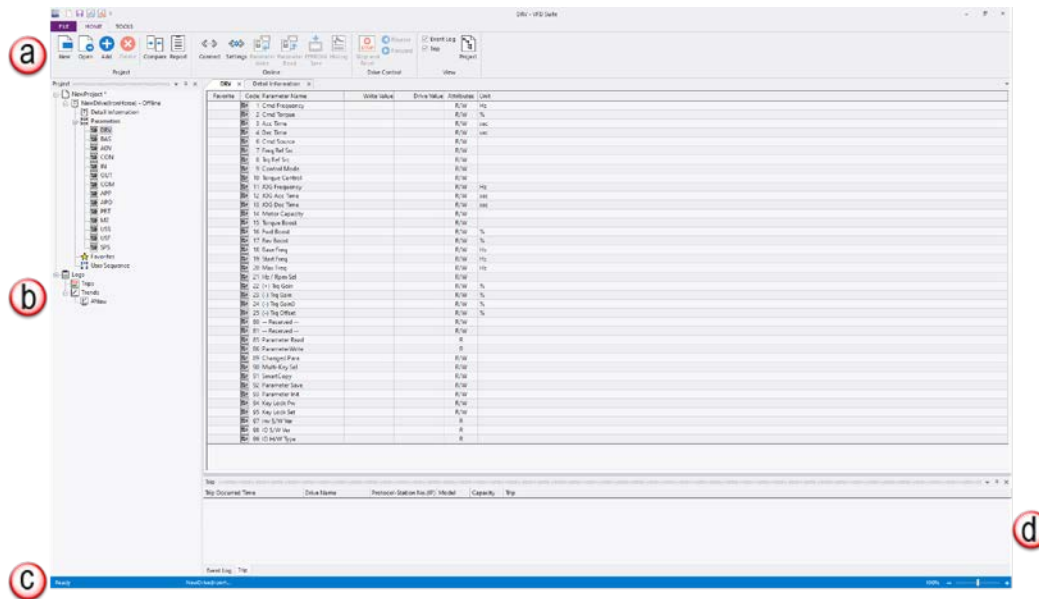 DRV - VFD Suite
FILE HOME TOOLS
New Open Add Delete Compare Report Connect Settings Parameter Write Parameter Read Event Log Trip Project
Project Online Drive Control View
Project
DRV × Detail Information ×
NewProject *
NewDrive(IronHorse) - Offline
Detail Information
Parameters
DRV
BAS
ADV
CON
IN
OUT
COM
APP
APO
PRT
M2
USS
USF
SPS
Favorites
User Sequence
Logs
Trips
Trends
Favorite Code Parameter Name Write Value Drive Value Attributes Unit
1 Cmd Frequency R/W Hz
2 Cmd Torque R/W %
3 Acc Time R/W sec
4 Dec Time R/W sec
6 Cmd Source R/W
7 Freq Ref Src R/W
8 Trq Ref Src R/W
9 Control Mode R/W
10 Torque Control R/W
11 JOG Frequency R/W Hz
12 JOG Acc Time R/W sec
13 JOG Dec Time R/W sec
14 Motor Capacity R/W
15 Torque Boost R/W
16 Fwd Boost R/W %
17 Rev Boost R/W %
18 Base Freq R/W Hz
19 Start Freq R/W Hz
20 Max Freq R/W Hz
21 Hz / Rpm Sel R/W
22 (+) Trq Gain R/W %
23 (-) Trq Gain R/W %
24 (-) Trq Gain0 R/W %
25 (-) Trq Offset R/W %
80 -- Reserved -- R/W
81 -- Reserved -- R/W
85 Parameter Read R
86 ParameterWrite R
89 Changed Para R/W
90 Multi-Key Sel R/W
91 SmartCopy R/W
92 Parameter Save R/W
93 Parameter Init R/W
94 Key Lock Pw R/W
95 Key Lock Set R/W
97 Inv S/W Ver R
98 IO S/W Ver R
99 IO H/W Type R
Trip
Trip Occurred Time Drive Name Protocol-Station No.(IP) Model Capacity Trip
Event Log Trip
Ready 100%
a
b
c
d